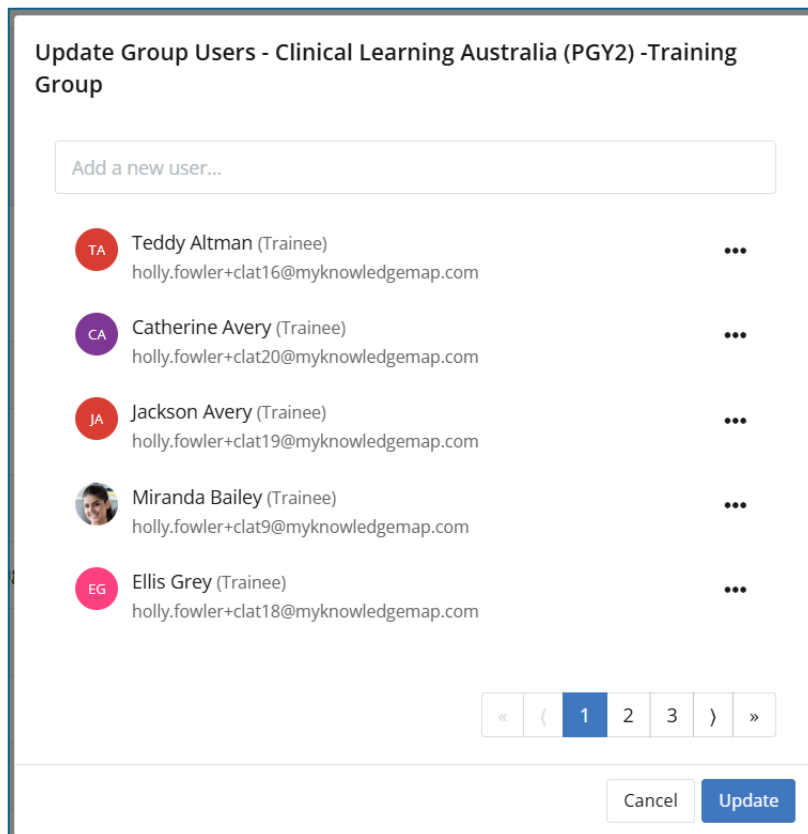 Update Group Users - Clinical Learning Australia (PGY2) -Training
Group
Add a new user...
TA
Teddy Altman (Trainee)
•••
holly.fowler+clat16@myknowledgemap.com
CA
Catherine Avery (Trainee)
•••
holly.fowler+clat20@myknowledgemap.com
JA
Jackson Avery (Trainee)
•••
holly.fowler+clat19@myknowledgemap.com
Miranda Bailey (Trainee)
•••
holly.fowler+clat9@myknowledgemap.com
EG
Ellis Grey (Trainee)
•••
holly.fowler+clat18@myknowledgemap.com
« ⟨ 1 2 3 ⟩ »
Cancel Update